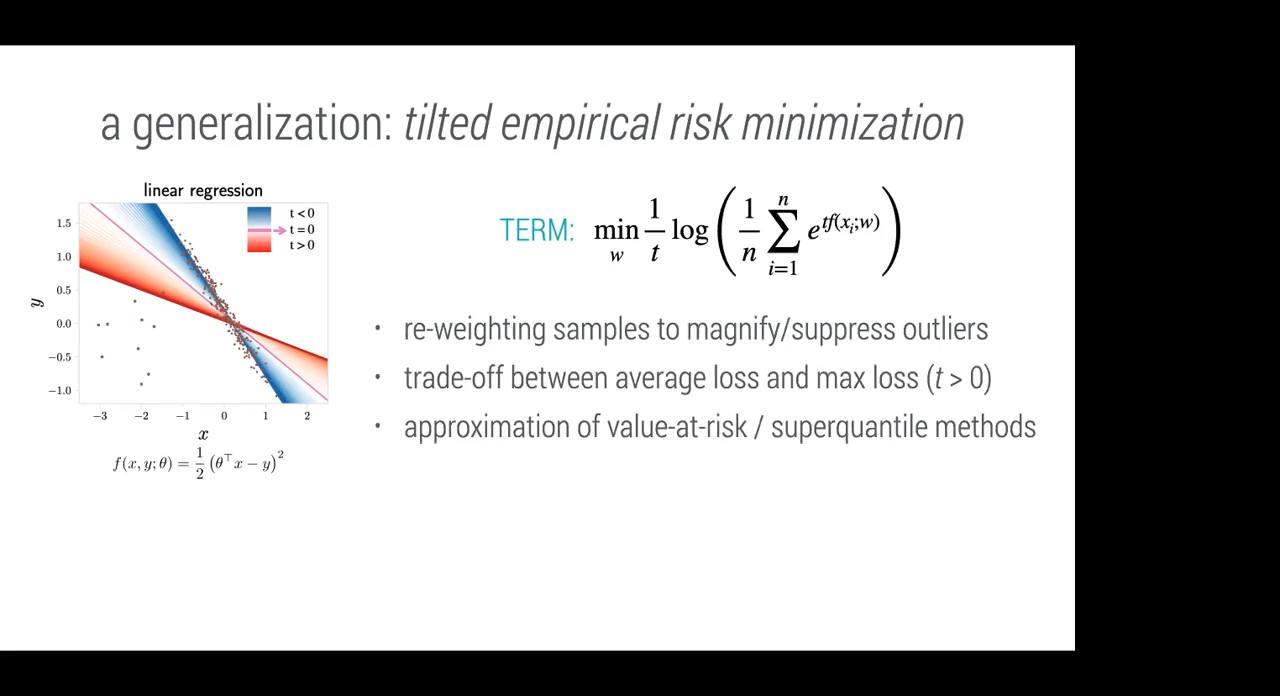 a generalization: tilted empirical risk minimization
linear regression
t < 0
t = 0
t > 0
1.5
1.0
0.5
0.0
−0.5
−1.0
y
−3 −2 −1 0 1 2
x
f(x, y; θ) = 1/2 (θ⊤x − y)²
TERM: min_w 1/t log( 1/n ∑_{i=1}^{n} e^{tf(x_i;w)} )
• re-weighting samples to magnify/suppress outliers
• trade-off between average loss and max loss (t > 0)
• approximation of value-at-risk / superquantile methods